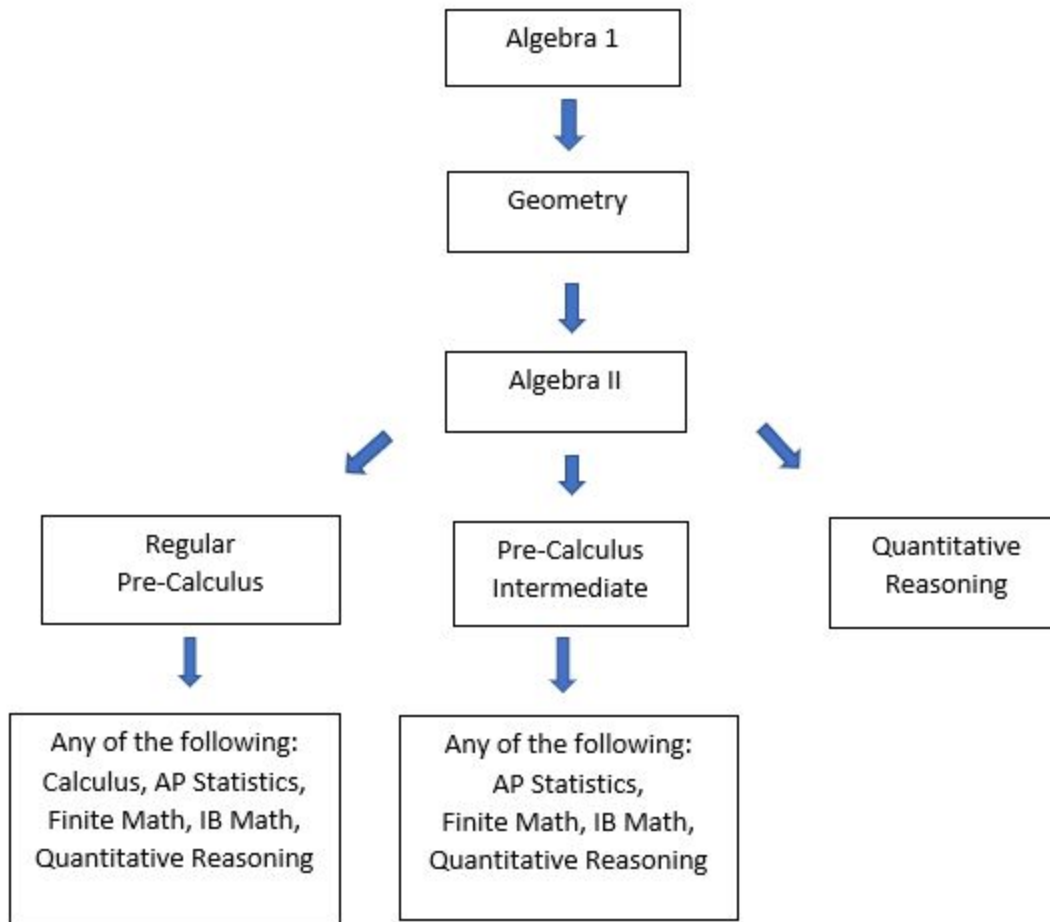 Algebra 1
Geometry
Algebra II
Regular
Pre-Calculus
Pre-Calculus
Intermediate
Quantitative
Reasoning
Any of the following:
Calculus, AP Statistics,
Finite Math, IB Math,
Quantitative Reasoning
Any of the following:
AP Statistics,
Finite Math, IB Math,
Quantitative Reasoning